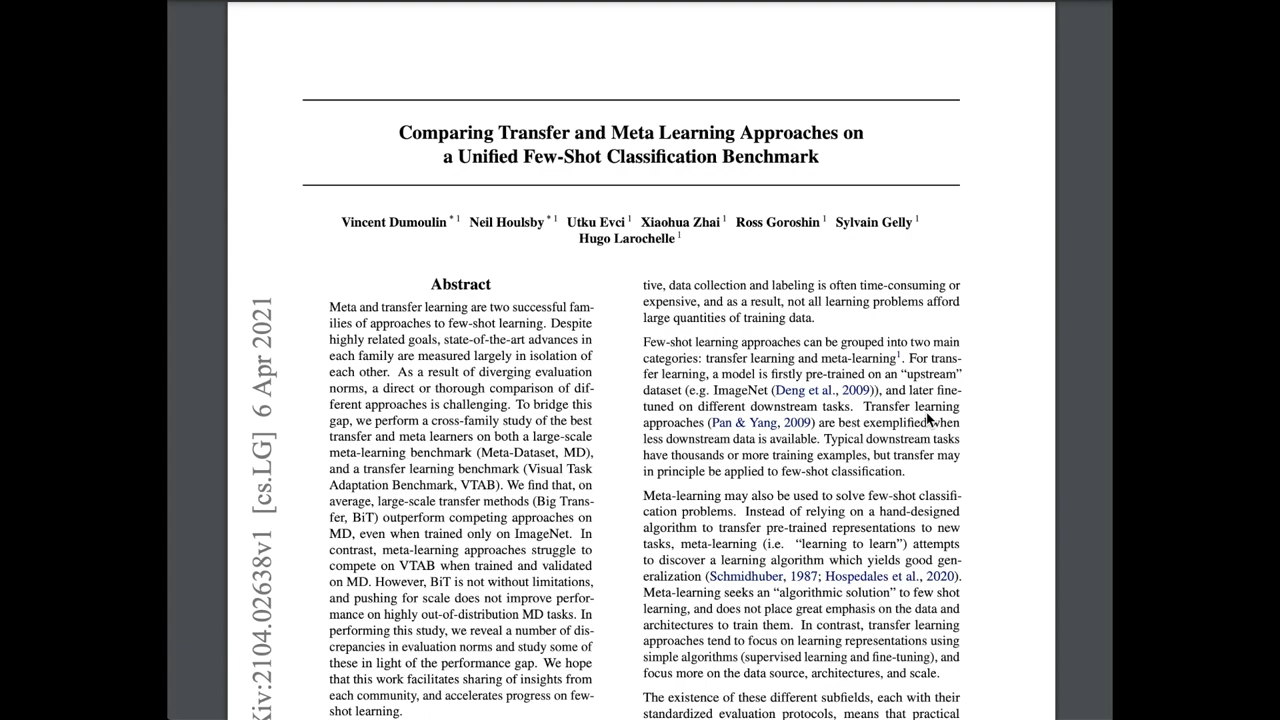 Comparing Transfer and Meta Learning Approaches on
a Unified Few-Shot Classification Benchmark
Vincent Dumoulin * 1 Neil Houlsby * 1 Utku Evci 1 Xiaohua Zhai 1 Ross Goroshin 1 Sylvain Gelly 1
Hugo Larochelle 1
Abstract
Meta and transfer learning are two successful fam-
ilies of approaches to few-shot learning. Despite
highly related goals, state-of-the-art advances in
each family are measured largely in isolation of
each other. As a result of diverging evaluation
norms, a direct or thorough comparison of dif-
ferent approaches is challenging. To bridge this
gap, we perform a cross-family study of the best
transfer and meta learners on both a large-scale
meta-learning benchmark (Meta-Dataset, MD),
and a transfer learning benchmark (Visual Task
Adaptation Benchmark, VTAB). We find that, on
average, large-scale transfer methods (Big Trans-
fer, BiT) outperform competing approaches on
MD, even when trained only on ImageNet. In
contrast, meta-learning approaches struggle to
compete on VTAB when trained and validated
on MD. However, BiT is not without limitations,
and pushing for scale does not improve perfor-
mance on highly out-of-distribution MD tasks. In
performing this study, we reveal a number of dis-
crepancies in evaluation norms and study some of
these in light of the performance gap. We hope
that this work facilitates sharing of insights from
each community, and accelerates progress on few-
shot learning.
tive, data collection and labeling is often time-consuming or
expensive, and as a result, not all learning problems afford
large quantities of training data.
Few-shot learning approaches can be grouped into two main
categories: transfer learning and meta-learning1. For trans-
fer learning, a model is firstly pre-trained on an “upstream”
dataset (e.g. ImageNet (Deng et al., 2009)), and later fine-
tuned on different downstream tasks. Transfer learning
approaches (Pan & Yang, 2009) are best exemplified when
less downstream data is available. Typical downstream tasks
have thousands or more training examples, but transfer may
in principle be applied to few-shot classification.
Meta-learning may also be used to solve few-shot classifi-
cation problems. Instead of relying on a hand-designed
algorithm to transfer pre-trained representations to new
tasks, meta-learning (i.e. “learning to learn”) attempts
to discover a learning algorithm which yields good gen-
eralization (Schmidhuber, 1987; Hospedales et al., 2020).
Meta-learning seeks an “algorithmic solution” to few shot
learning, and does not place great emphasis on the data and
architectures to train them. In contrast, transfer learning
approaches tend to focus on learning representations using
simple algorithms (supervised learning and fine-tuning), and
focus more on the data source, architectures, and scale.
The existence of these different subfields, each with their
standardized evaluation protocols, means that practical
Xiv:2104.02638v1 [cs.LG] 6 Apr 2021